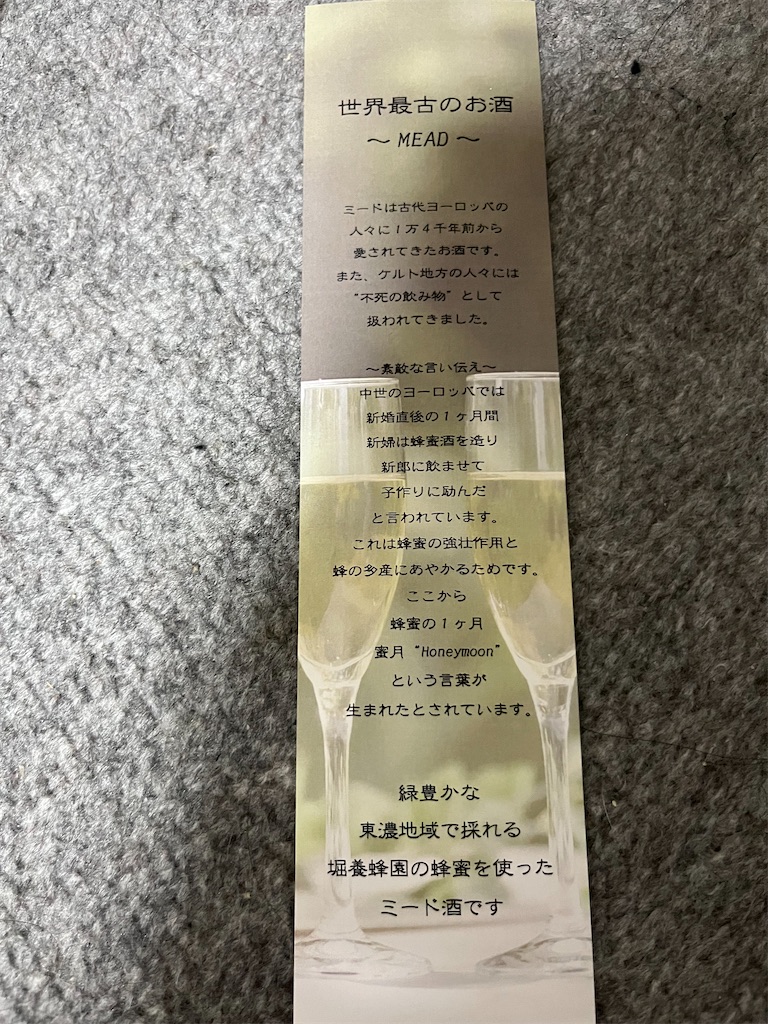 世界最古のお酒
～ MEAD ～
ミードは古代ヨーロッパの
人々に1万4千年前から
愛されてきたお酒です。
また、ケルト地方の人々には
“不死の飲み物”として
扱われてきました。
～素敵な言い伝え～
中世のヨーロッパでは
新婚直後の1ヶ月間
新婦は蜂蜜酒を造り
新郎に飲ませて
子作りに励んだ
と言われています。
これは蜂蜜の強壮作用と
蜂の多産にあやかるためです。
ここから
蜂蜜の1ヶ月
蜜月“Honeymoon”
という言葉が
生まれたとされています。
緑豊かな
東濃地域で採れる
堀養蜂園の蜂蜜を使った
ミード酒です